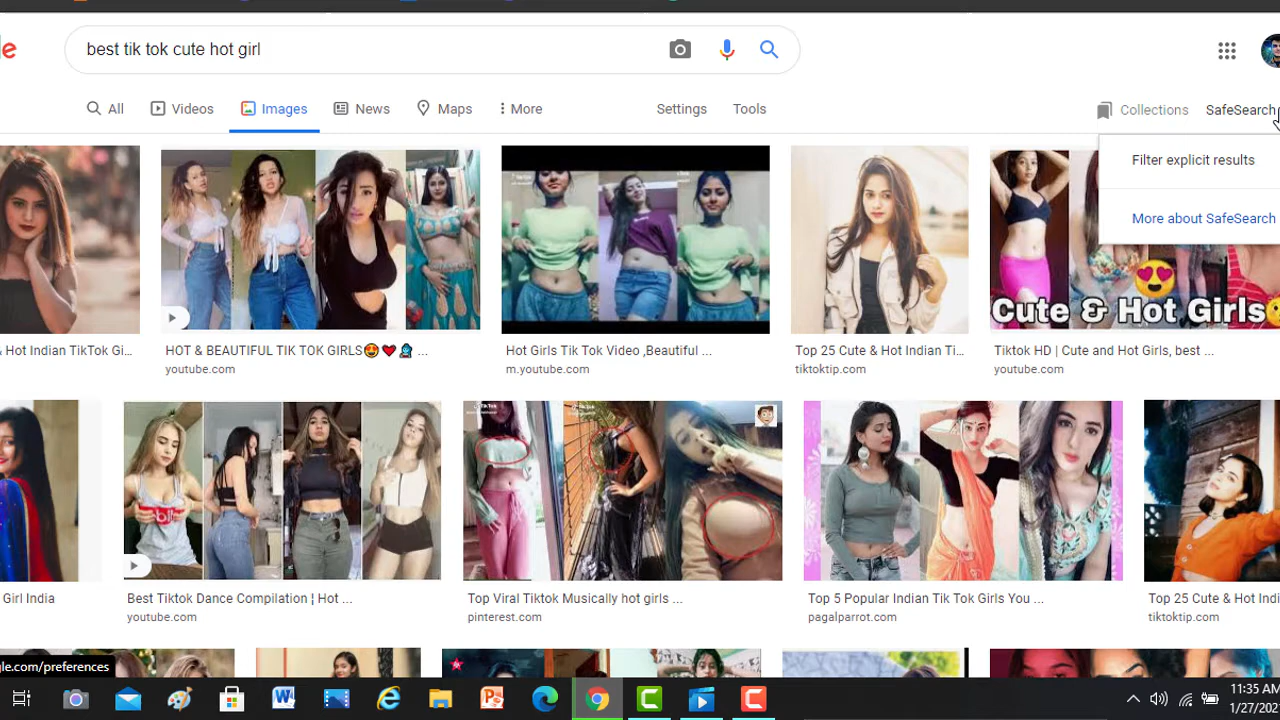 best tik tok cute hot girl
All Videos Images News Maps More Settings Tools Collections SafeSearch
Filter explicit results
More about SafeSearch
Cute & Hot Girls
& Hot Indian TikTok Gi...
HOT & BEAUTIFUL TIK TOK GIRLS😍❤️ ...
youtube.com
Hot Girls Tik Tok Video ,Beautiful ...
m.youtube.com
Top 25 Cute & Hot Indian Ti...
tiktoktip.com
Tiktok HD | Cute and Hot Girls, best ...
youtube.com
Girl India
Best Tiktok Dance Compilation ¦ Hot ...
youtube.com
Top Viral Tiktok Musically hot girls ...
pinterest.com
Top 5 Popular Indian Tik Tok Girls You ...
pagalparrot.com
Top 25 Cute & Hot Indi
tiktoktip.com
gle.com/preferences
11:35 AM
1/27/202